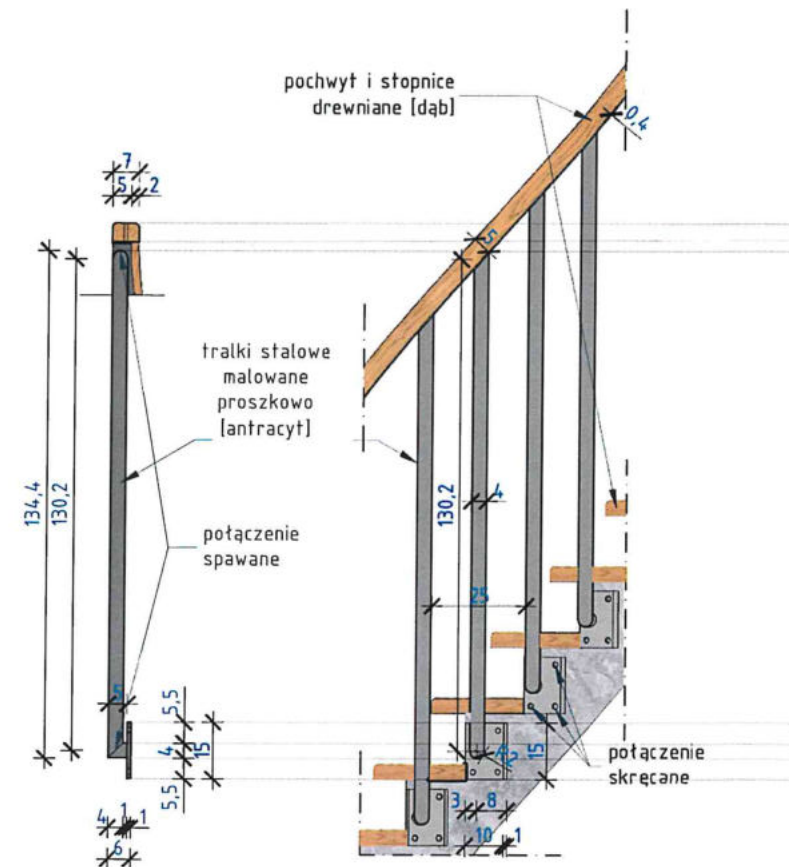 pochwyt i stopnice
drewniane [dąb]
0,4
7
5 2
5
tralki stalowe
malowane
proszkowo
[antracyt]
134,4
130,2
130,2
4
połączenie
spawane
25
5
5,5
4
5,5
15
15
połączenie
skręcane
4 1 1
6
3 8
10 1